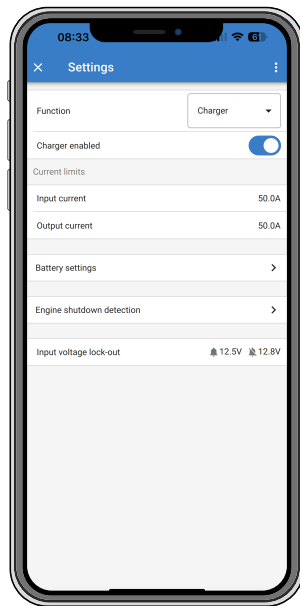 08:33
Settings
Function Charger
Charger enabled
Current limits
Input current 50.0A
Output current 50.0A
Battery settings
Engine shutdown detection
Input voltage lock-out 12.5V 12.8V